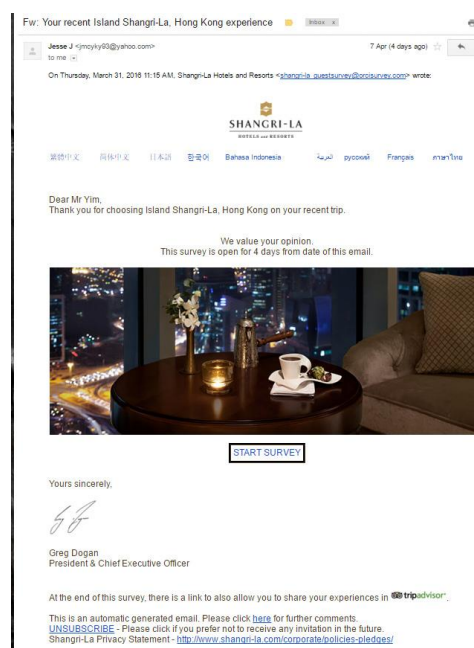 Fw: Your recent Island Shangri-La, Hong Kong experience Inbox x
Jesse J <jmcyky93@yahoo.com> 7 Apr (4 days ago)
to me
On Thursday, March 31, 2016 11:15 AM, Shangri-La Hotels and Resorts <shangri-la_guestsurvey@orcisurvey.com> wrote:
SHANGRI-LA
HOTELS and RESORTS
繁體中文 简体中文 日本語 한국어 Bahasa Indonesia العربية русский Français ภาษาไทย
Dear Mr Yim,
Thank you for choosing Island Shangri-La, Hong Kong on your recent trip.
We value your opinion.
This survey is open for 4 days from date of this email.
START SURVEY
Yours sincerely,
Greg Dogan
President & Chief Executive Officer
At the end of this survey, there is a link to also allow you to share your experiences in tripadvisor.
This is an automatic generated email. Please click here for further comments.
UNSUBSCRIBE - Please click if you prefer not to receive any invitation in the future.
Shangri-La Privacy Statement - http://www.shangri-la.com/corporate/policies-pledges/